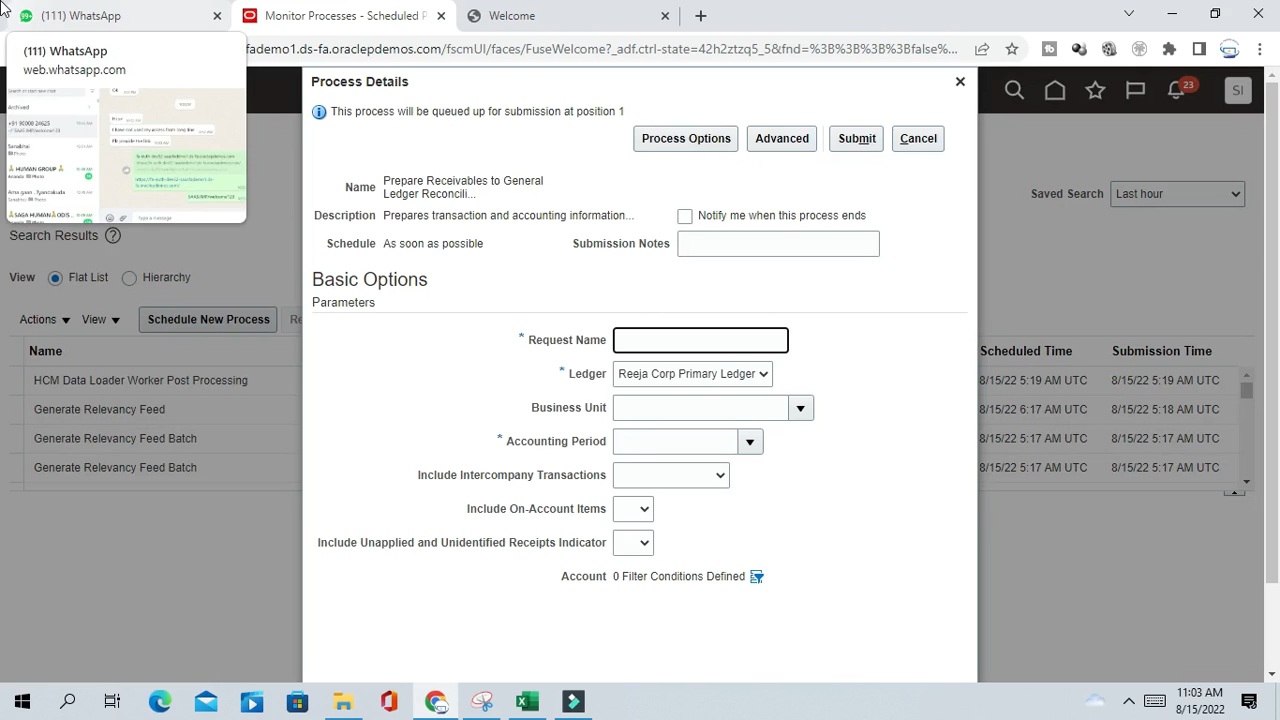 99+ (111) WhatsApp
Monitor Processes - Scheduled P
Welcome
(111) WhatsApp
web.whatsapp.com
fademo1.ds-fa.oraclepdemos.com/fscmUI/faces/FuseWelcome?_adf.ctrl-state=42h2ztzq5_5&fnd=%3B%3B%3B%3Bfalse%...
Archived
HUMAN GROUP
Type a message
23
SI
Process Details
This process will be queued up for submission at position 1
Process Options Advanced Submit Cancel
Name Prepare Receivables to General
Ledger Reconcili...
Saved Search Last hour
Description Prepares transaction and accounting information... Notify me when this process ends
Search Results
Schedule As soon as possible Submission Notes
View Flat List Hierarchy
Basic Options
Parameters
Actions View Schedule New Process Re
Request Name
Name
Scheduled Time Submission Time
Ledger Reeja Corp Primary Ledger
HCM Data Loader Worker Post Processing 8/15/22 5:19 AM UTC 8/15/22 5:19 AM UTC
Business Unit
Generate Relevancy Feed 8/15/22 6:17 AM UTC 8/15/22 5:18 AM UTC
Accounting Period
Generate Relevancy Feed Batch 8/15/22 5:17 AM UTC 8/15/22 5:17 AM UTC
Generate Relevancy Feed Batch 8/15/22 5:17 AM UTC 8/15/22 5:17 AM UTC
Include Intercompany Transactions
Include On-Account Items
Include Unapplied and Unidentified Receipts Indicator
Account 0 Filter Conditions Defined
11:03 AM
8/15/2022